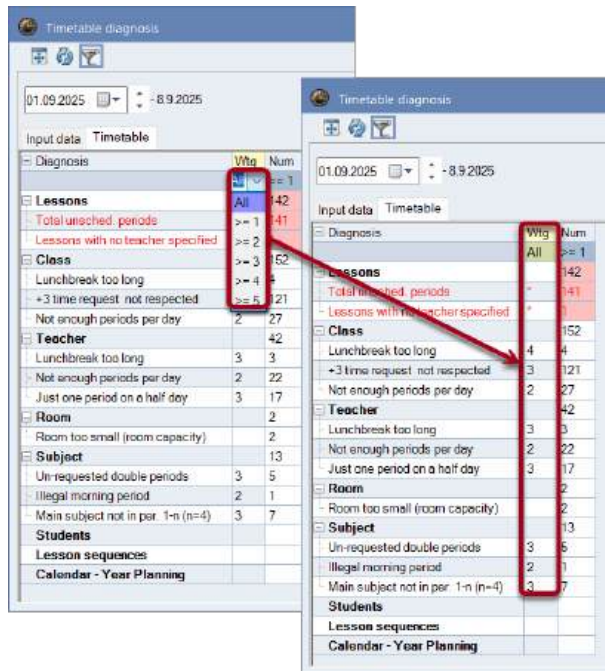 Timetable diagnosis
01.09.2025 - 8.9.2025
Input data Timetable
Diagnosis Wtg Num
All >= 1
Lessons All 142
Total unsched. periods >= 1 141
Lessons with no teacher specified >= 2
Class >= 3 152
Lunchbreak too long >= 4 4
+3 time request not respected >= 5 121
Not enough periods per day 2 27
Teacher 42
Lunchbreak too long 3 3
Not enough periods per day 2 22
Just one period on a half day 3 17
Room 2
Room too small (room capacity) 2
Subject 13
Un-requested double periods 3 5
Illegal morning period 2 1
Main subject not in per. 1-n (n=4) 3 7
Students
Lesson sequences
Calendar - Year Planning
Timetable diagnosis
01.09.2025 - 8.9.2025
Input data Timetable
Diagnosis Wtg Num
All >= 1
Lessons 142
Total unsched. periods * 141
Lessons with no teacher specified * 1
Class 152
Lunchbreak too long 4 4
+3 time request not respected 3 121
Not enough periods per day 2 27
Teacher 42
Lunchbreak too long 3 3
Not enough periods per day 2 22
Just one period on a half day 3 17
Room 2
Room too small (room capacity) 2
Subject 13
Un-requested double periods 3 5
Illegal morning period 2 1
Main subject not in per. 1-n (n=4) 3 7
Students
Lesson sequences
Calendar - Year Planning